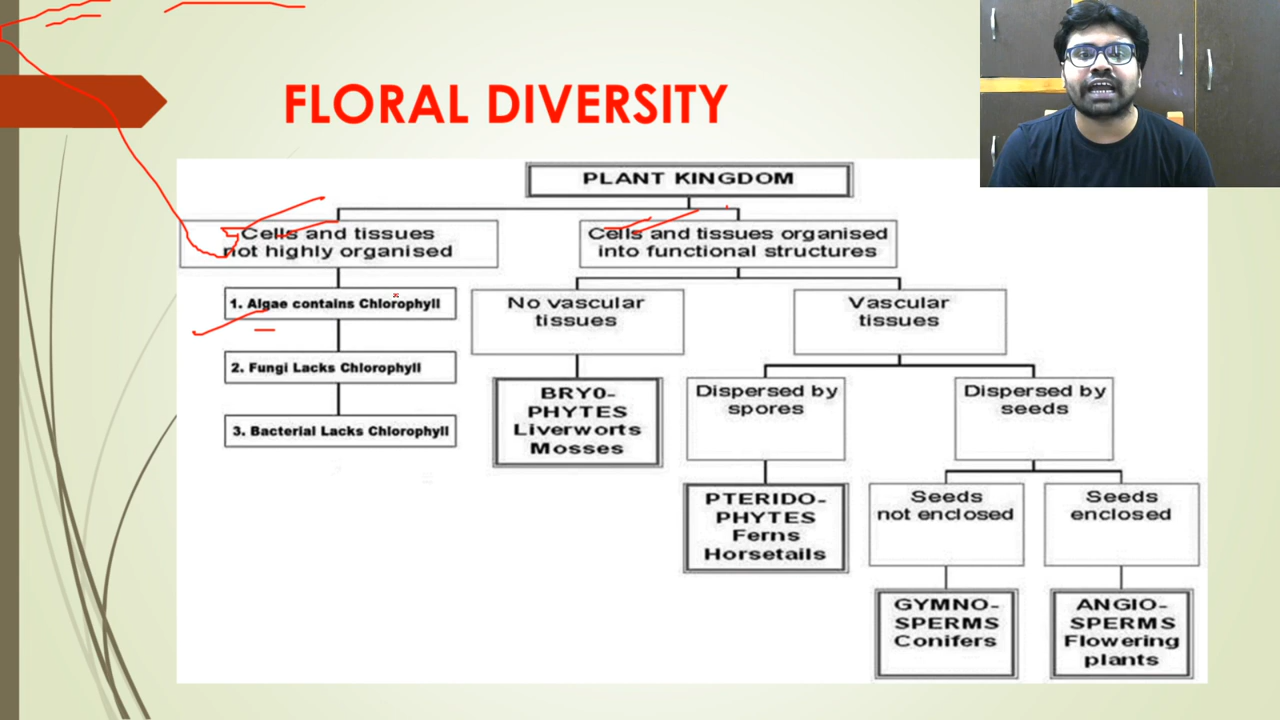 FLORAL DIVERSITY
PLANT KINGDOM
Cells and tissues
not highly organised
Cells and tissues organised
into functional structures
1. Algae contains Chlorophyll
2. Fungi Lacks Chlorophyll
3. Bacterial Lacks Chlorophyll
No vascular
tissues
Vascular
tissues
BRY0-
PHYTES
Liverworts
Mosses
Dispersed by
spores
Dispersed by
seeds
PTERIDO-
PHYTES
Ferns
Horsetails
Seeds
not enclosed
Seeds
enclosed
GYMNO-
SPERMS
Conifers
ANGIO-
SPERMS
Flowering
plants